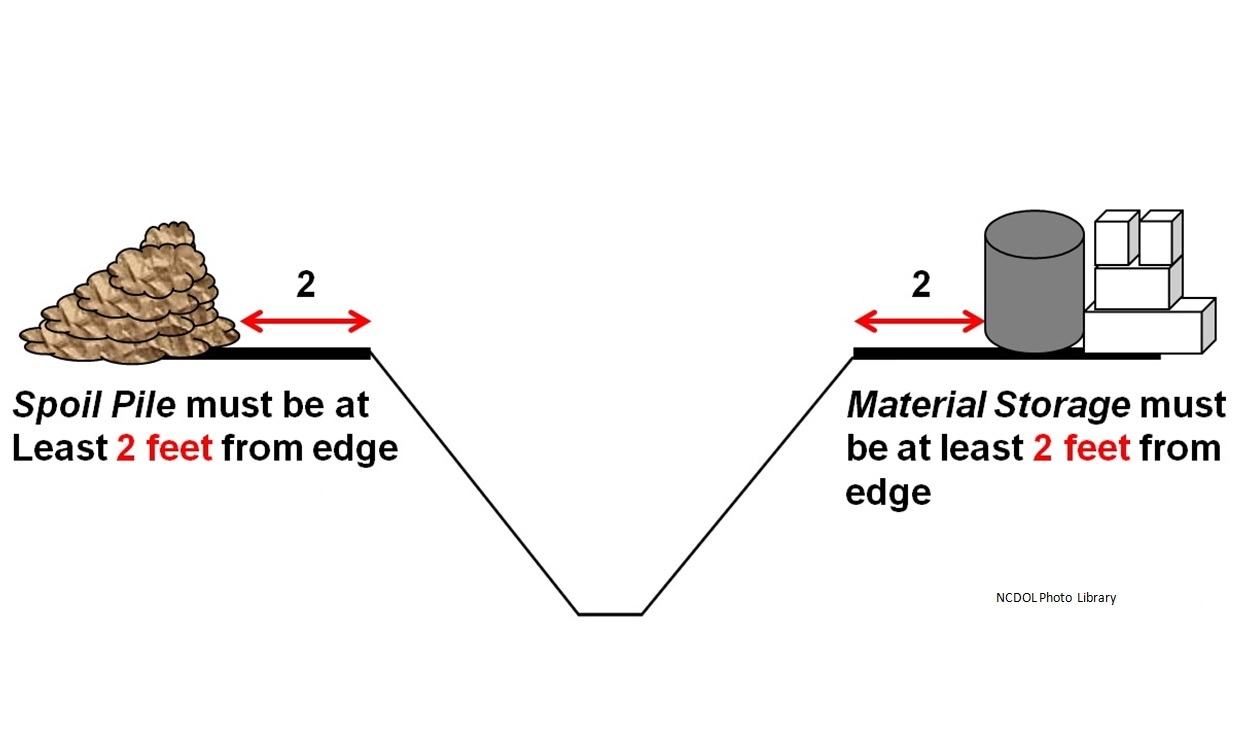 2
2
Spoil Pile must be at
Least 2 feet from edge
Material Storage must
be at least 2 feet from
edge
NCDOL Photo Library